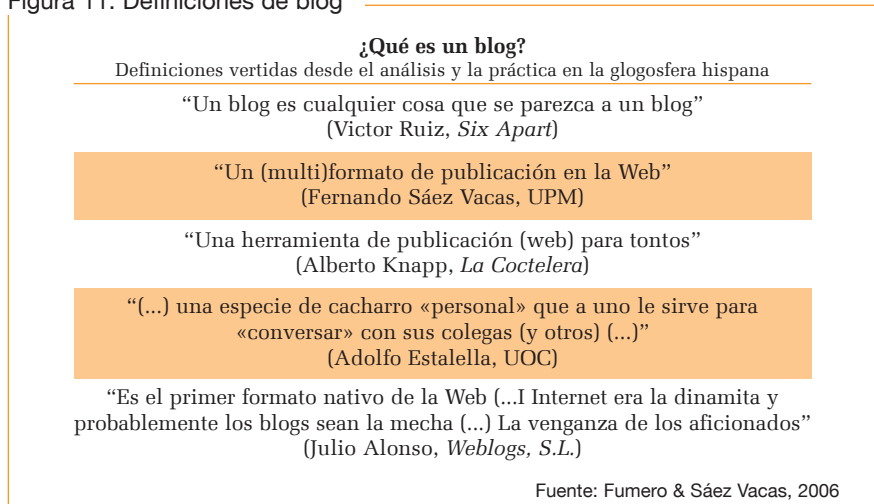 Figura 11. Definiciones de blog
¿Qué es un blog?
Definiciones vertidas desde el análisis y la práctica en la glogosfera hispana
“Un blog es cualquier cosa que se parezca a un blog”
(Victor Ruiz, Six Apart)
“Un (multi)formato de publicación en la Web”
(Fernando Sáez Vacas, UPM)
“Una herramienta de publicación (web) para tontos”
(Alberto Knapp, La Coctelera)
“(...) una especie de cacharro «personal» que a uno le sirve para
«conversar» con sus colegas (y otros) (...)”
(Adolfo Estalella, UOC)
“Es el primer formato nativo de la Web (...I Internet era la dinamita y
probablemente los blogs sean la mecha (...) La venganza de los aficionados”
(Julio Alonso, Weblogs, S.L.)
Fuente: Fumero & Sáez Vacas, 2006